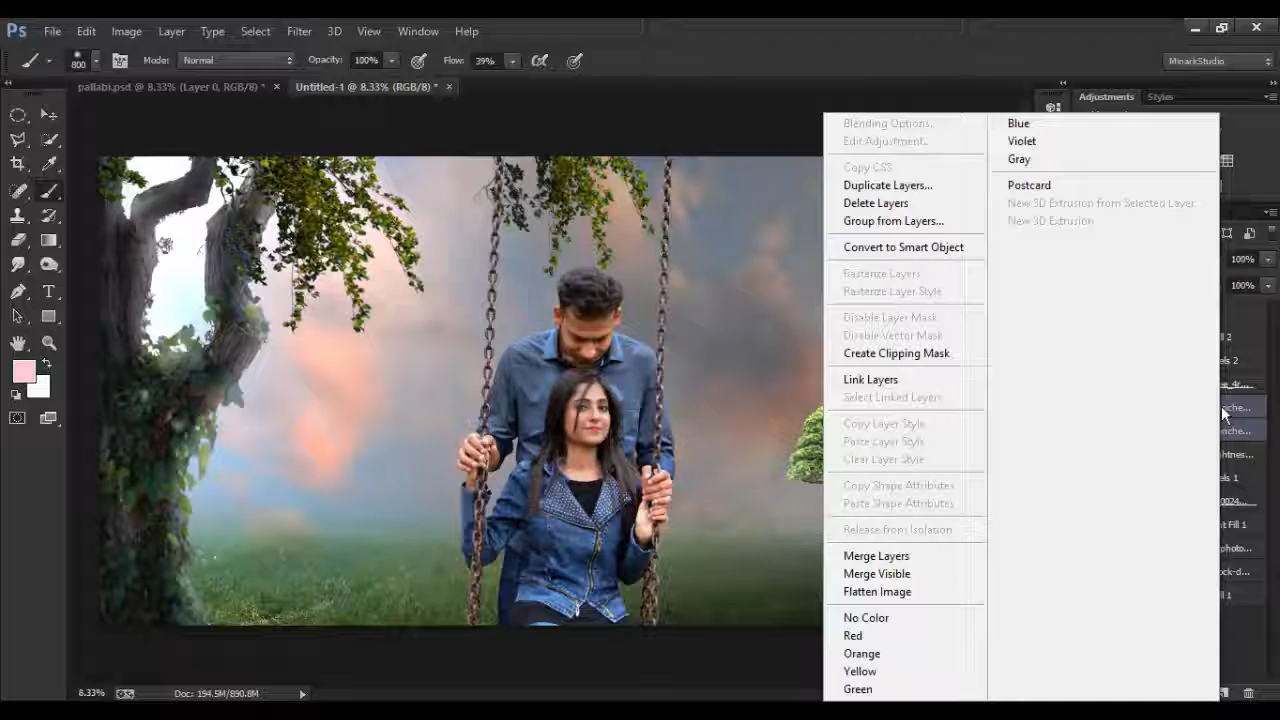 Ps File Edit Image Layer Type Select Filter 3D View Window Help
800 Mode: Normal Opacity: 100% Flow: 39% MinarkStudio
pallabi.psd @ 8.33% (Layer 0, RGB/8) * × Untitled-1 @ 8.33% (RGB/8) * × Adjustments Styles
Blending Options...
Edit Adjustment...
Copy CSS
Duplicate Layers...
Delete Layers
Group from Layers...
Convert to Smart Object
Rasterize Layers
Rasterize Layer Style
Disable Layer Mask
Disable Vector Mask
Create Clipping Mask
Link Layers
Select Linked Layers
Copy Layer Style
Paste Layer Style
Clear Layer Style
Copy Shape Attributes
Paste Shape Attributes
Release from Isolation
Merge Layers
Merge Visible
Flatten Image
No Color
Red
Orange
Yellow
Green
Blue
Violet
Gray
Postcard
New 3D Extrusion from Selected Layer
New 3D Extrusion
100%
100%
8.33% Doc: 194.5M/890.8M